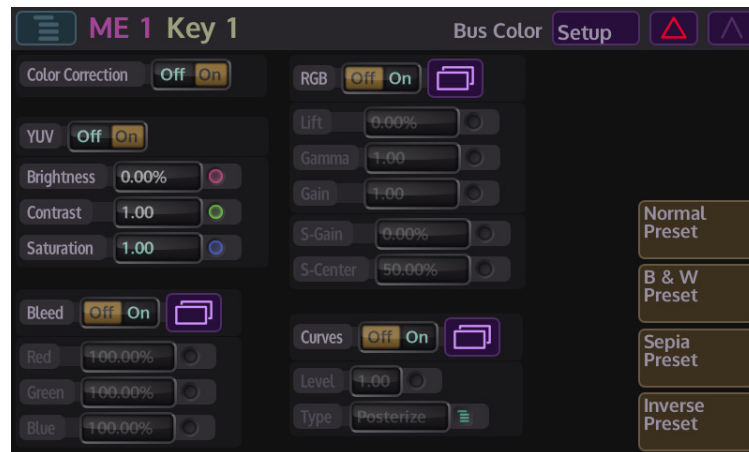 ME 1 Key 1
Bus Color Setup
Color Correction Off On
YUV Off On
Brightness 0.00%
Contrast 1.00
Saturation 1.00
Bleed Off On
Red 100.00%
Green 100.00%
Blue 100.00%
RGB Off On
Lift 0.00%
Gamma 1.00
Gain 1.00
S-Gain 0.00%
S-Center 50.00%
Curves Off On
Level 1.00
Type Posterize
Normal
Preset
B & W
Preset
Sepia
Preset
Inverse
Preset